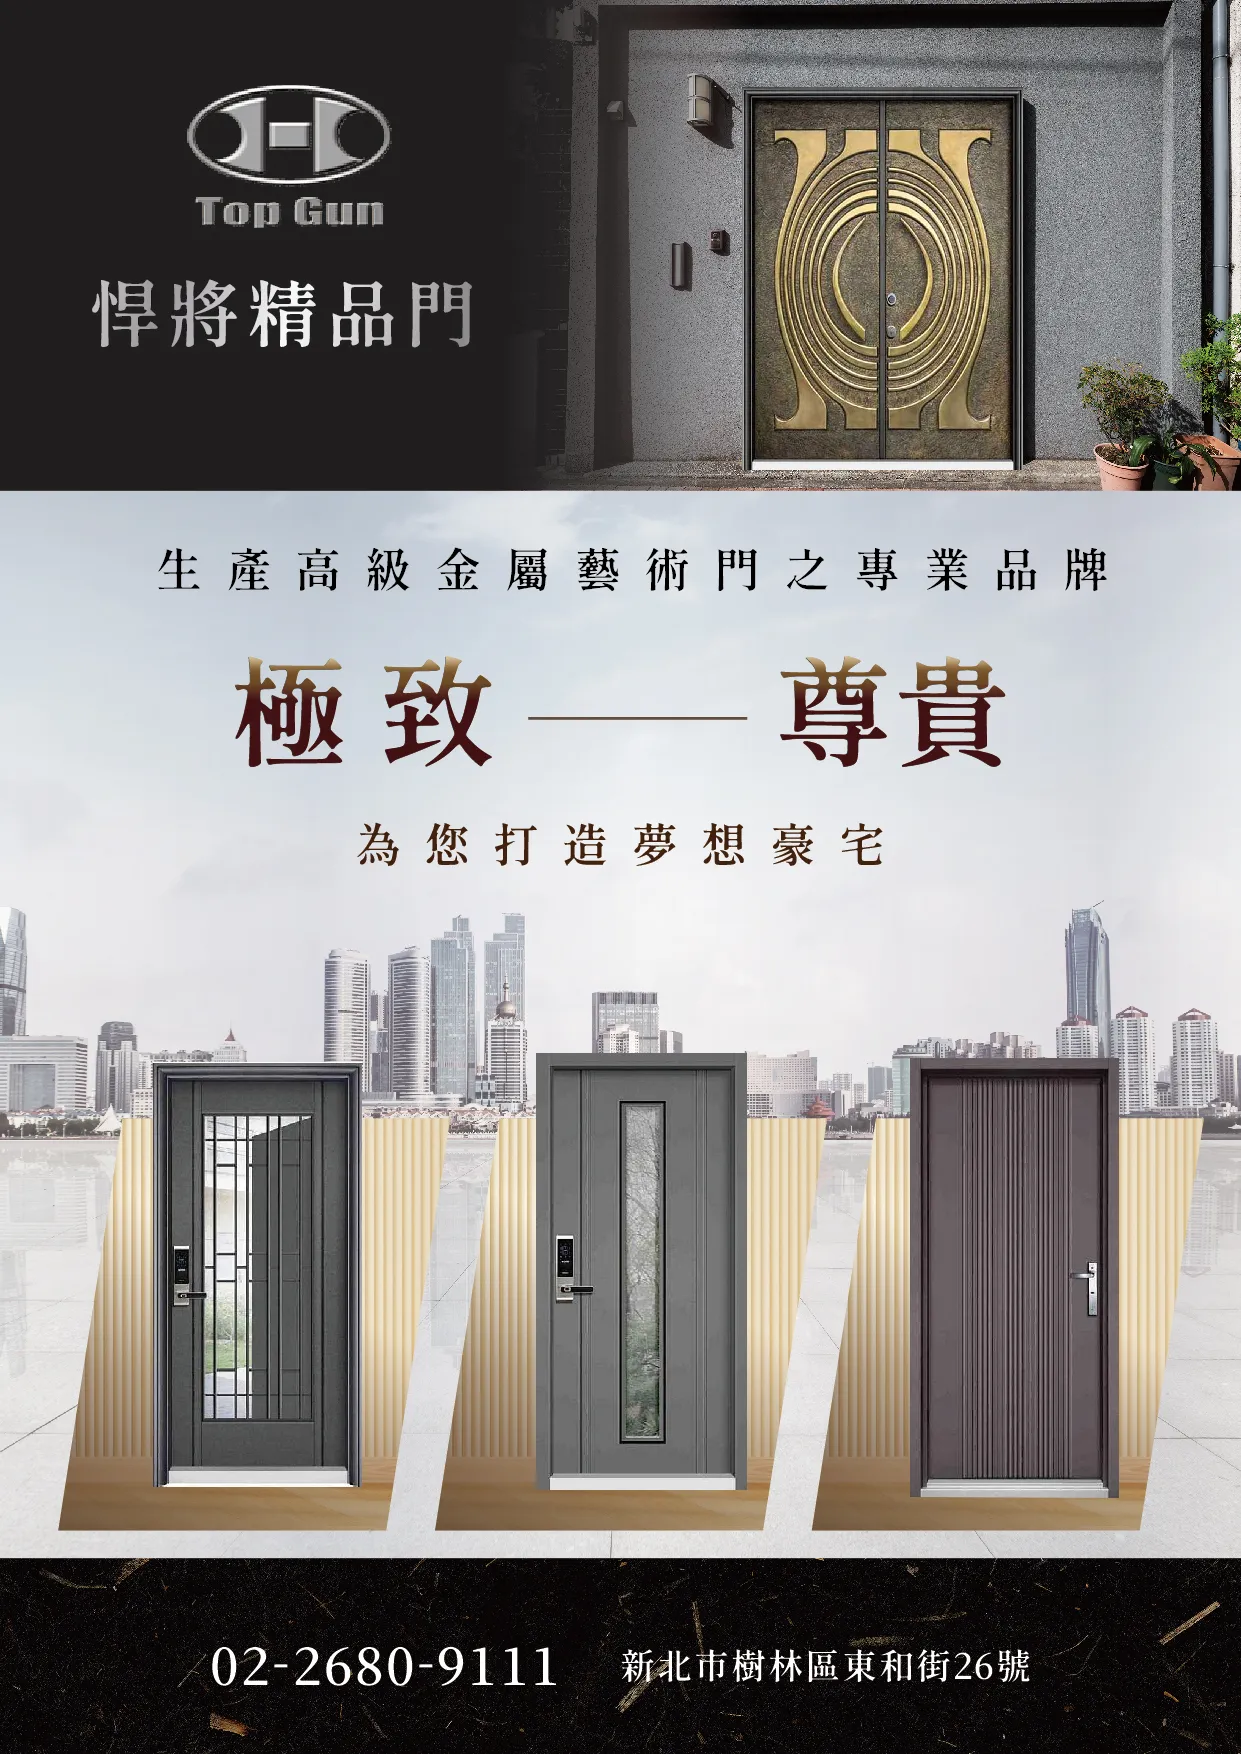 Top Gun
悍將精品門
生產高級金屬藝術門之專業品牌
極致——尊貴
為您打造夢想豪宅
02-2680-9111 新北市樹林區東和街26號